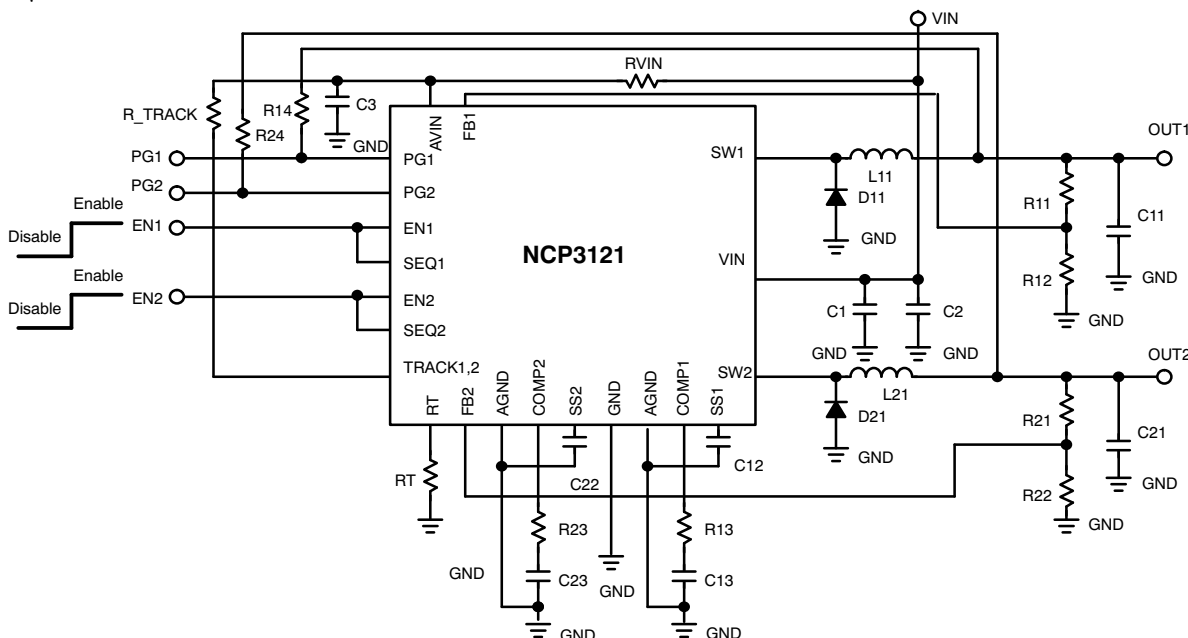 VIN
RVIN
R_TRACK
R14
C3
R24
GND
AVIN
FB1
OUT1
PG1
PG1
SW1
L11
PG2
PG2
D11
R11
C11
Enable
Disable
EN1
EN1
GND
SEQ1
NCP3121
VIN
R12
GND
Enable
Disable
EN2
EN2
C1
C2
GND
SEQ2
GND
GND
OUT2
TRACK1,2
SW2
L21
RT
FB2
AGND
COMP2
SS2
GND
AGND
COMP1
SS1
D21
R21
C21
GND
RT
C22
C12
R22
GND
GND
R23
R13
GND
C23
GND
C13
GND
GND